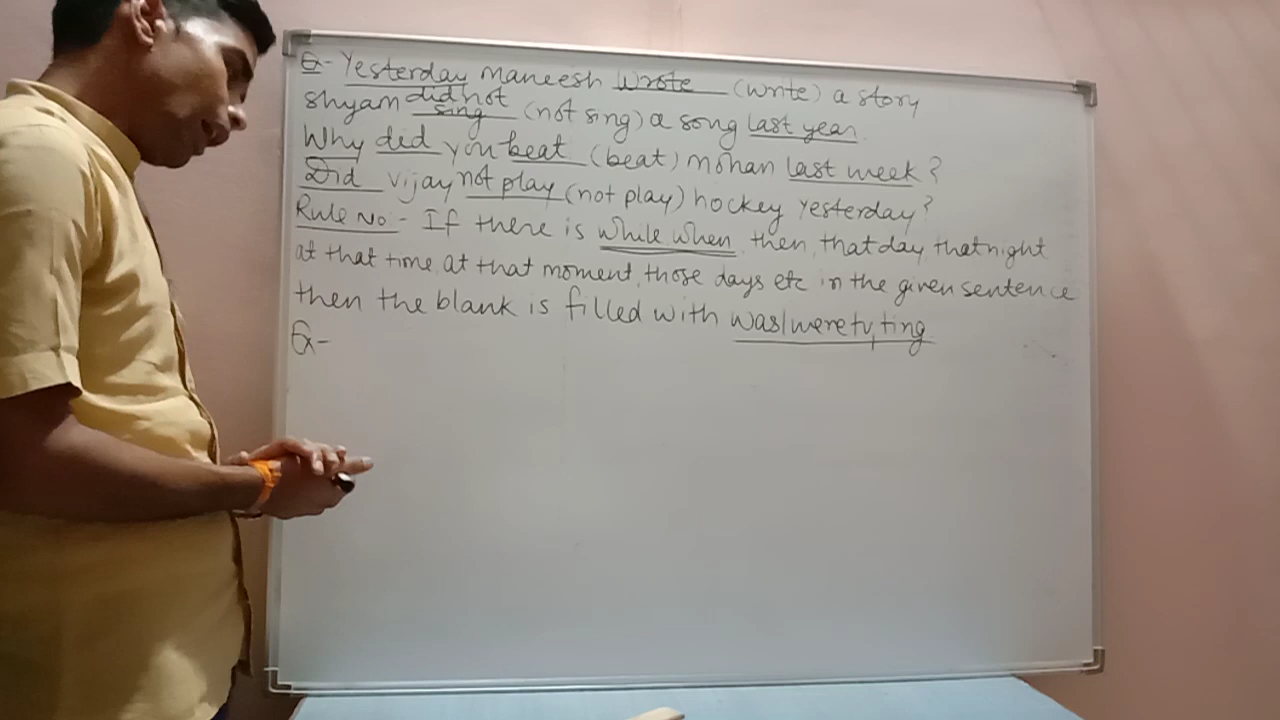 Ex- Yesterday Maneesh wrote (write) a story
Shyam did not sing (not sing) a song last year.
Why did you beat (beat) Mohan last week?
Did vijay not play (not play) hockey yesterday?
Rule No - If there is while when then, that day that night
at that time, at that moment, those days etc in the given sentence
then the blank is filled with was/were+v1+ing
Ex-